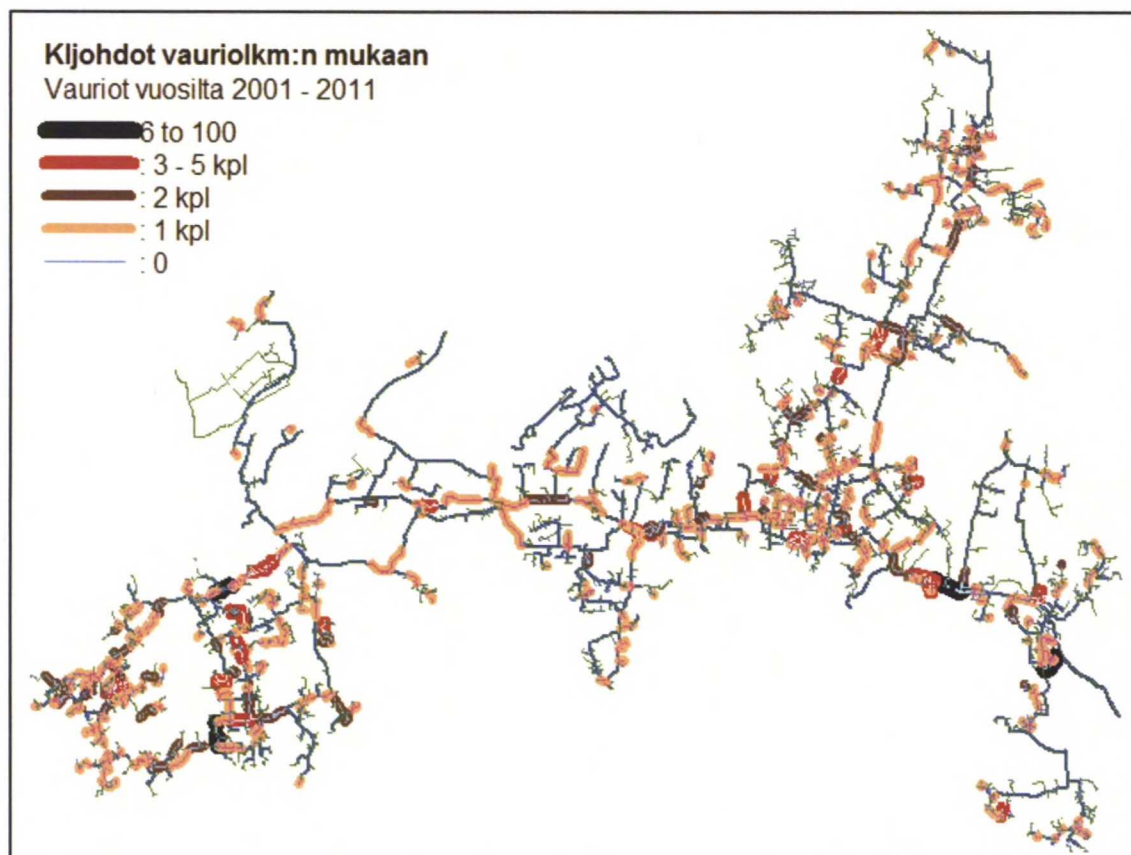 Kljohdot vauriolkm:n mukaan
Vauriot vuosilta 2001 - 2011
6 to 100
: 3 - 5 kpl
: 2 kpl
: 1 kpl
: 0